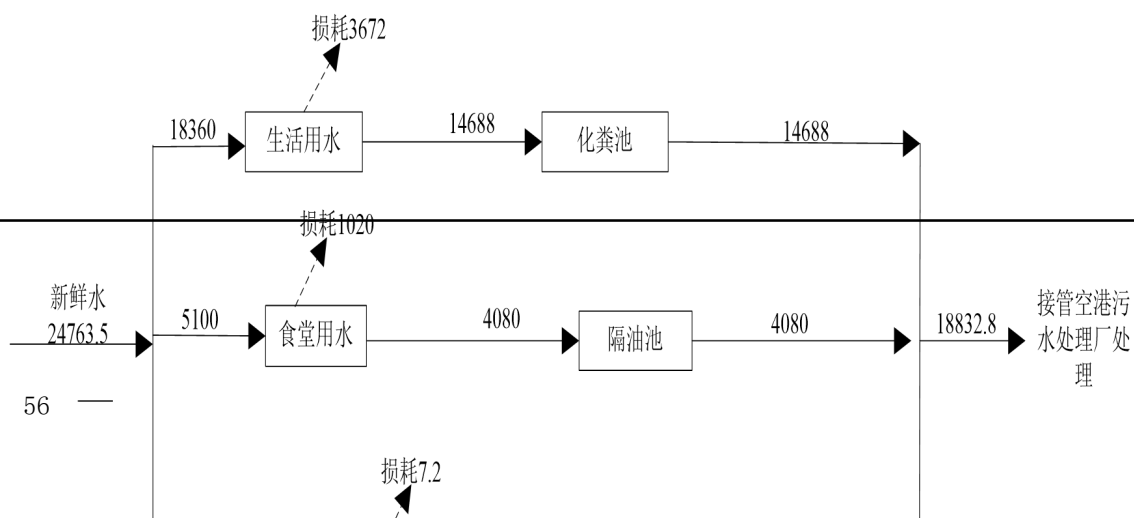 损耗3672
18360
生活用水
14688
化粪池
14688
损耗1020
新鲜水
24763.5
5100
食堂用水
4080
隔油池
4080
18832.8
接管空港污
水处理厂处
理
56 —
损耗7.2